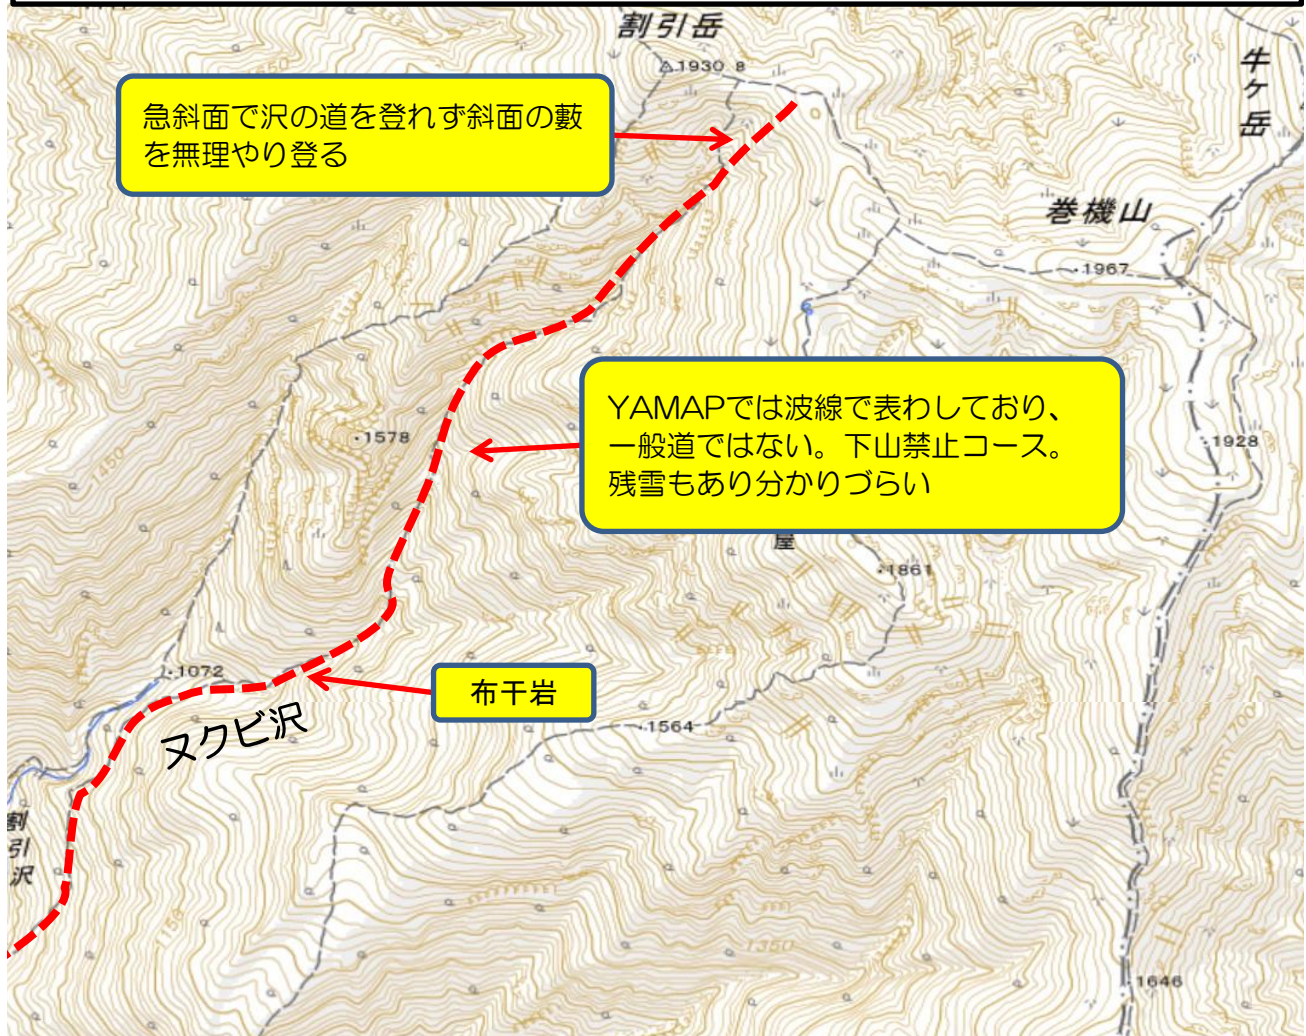 割引岳
1930.8
牛ヶ岳
急斜面で沢の道を登れず斜面の藪
を無理やり登る
巻機山
1967
YAMAPでは波線で表わしており、
一般道ではない。下山禁止コース。
残雪もあり分かりづらい
1578
1450
1928
屋
1861
1072
布干岩
ヌクビ沢
1564
割引沢
1150
1350
1646